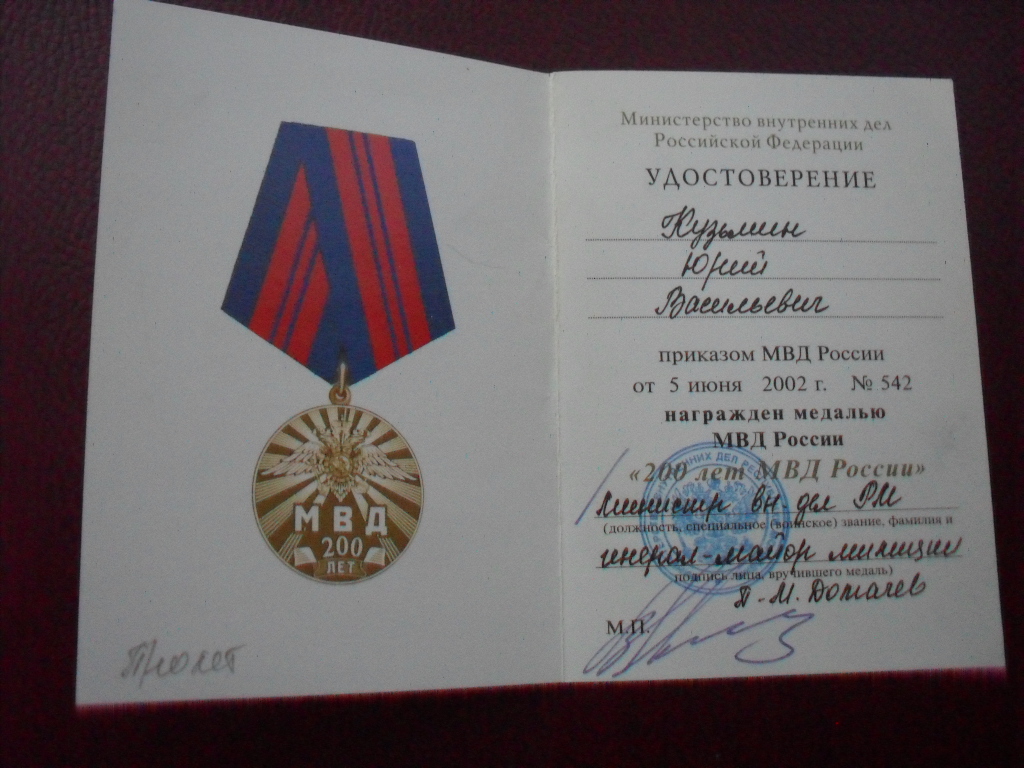 МВД
200
ЛЕТ
Министерство внутренних дел
Российской Федерации
УДОСТОВЕРЕНИЕ
Кузьмин
Юрий
Васильевич
приказом МВД России
от 5 июня 2002 г. № 542
награжден медалью
МВД России
«200 лет МВД России»
Министр вн. дел РМ
(должность, специальное (воинское) звание, фамилия и
генерал-майор милиции
подпись лица, вручившего медаль)
М.П.